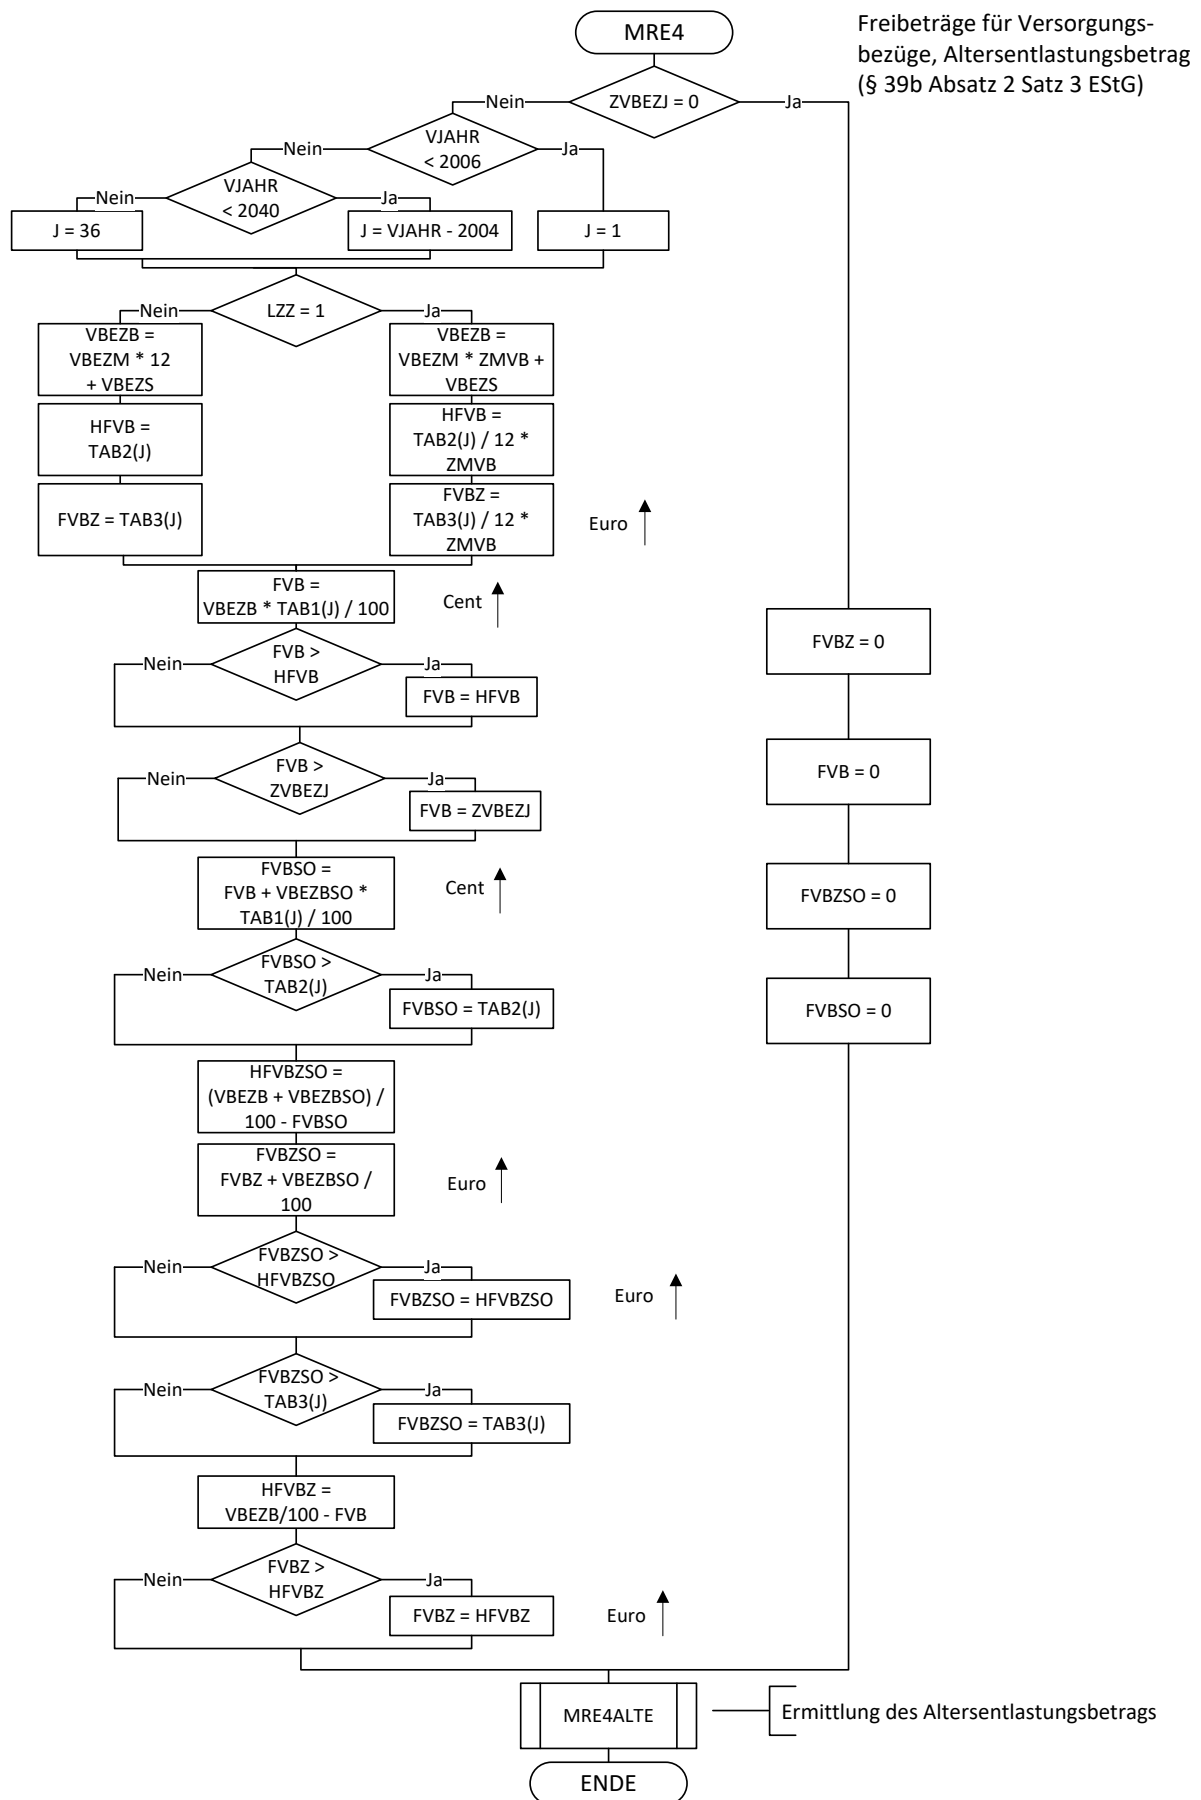 MRE4
Freibeträge für Versorgungs-
bezüge, Altersentlastungsbetrag
(§ 39b Absatz 2 Satz 3 EStG)
Nein
ZVBEZJ = 0
Ja
Nein
VJAHR
< 2006
Ja
Nein
VJAHR
< 2040
Ja
J = 36
J = VJAHR - 2004
J = 1
Nein
LZZ = 1
Ja
VBEZB =
VBEZM * 12
+ VBEZS
VBEZB =
VBEZM * ZMVB +
VBEZS
HFVB =
TAB2(J)
HFVB =
TAB2(J) / 12 *
ZMVB
FVBZ = TAB3(J)
FVBZ =
TAB3(J) / 12 *
ZMVB
Euro
FVB =
VBEZB * TAB1(J) / 100
Cent
Nein
FVB >
HFVB
Ja
FVB = HFVB
FVBZ = 0
Nein
FVB >
ZVBEZJ
Ja
FVB = ZVBEZJ
FVB = 0
FVBSO =
FVB + VBEZBSO *
TAB1(J) / 100
Cent
FVBZSO = 0
Nein
FVBSO >
TAB2(J)
Ja
FVBSO = TAB2(J)
FVBSO = 0
HFVBZSO =
(VBEZB + VBEZBSO) /
100 - FVBSO
FVBZSO =
FVBZ + VBEZBSO /
100
Euro
Nein
FVBZSO >
HFVBZSO
Ja
FVBZSO = HFVBZSO
Euro
Nein
FVBZSO >
TAB3(J)
Ja
FVBZSO = TAB3(J)
HFVBZ =
VBEZB/100 - FVB
Nein
FVBZ >
HFVBZ
Ja
FVBZ = HFVBZ
Euro
MRE4ALTE
Ermittlung des Altersentlastungsbetrags
ENDE